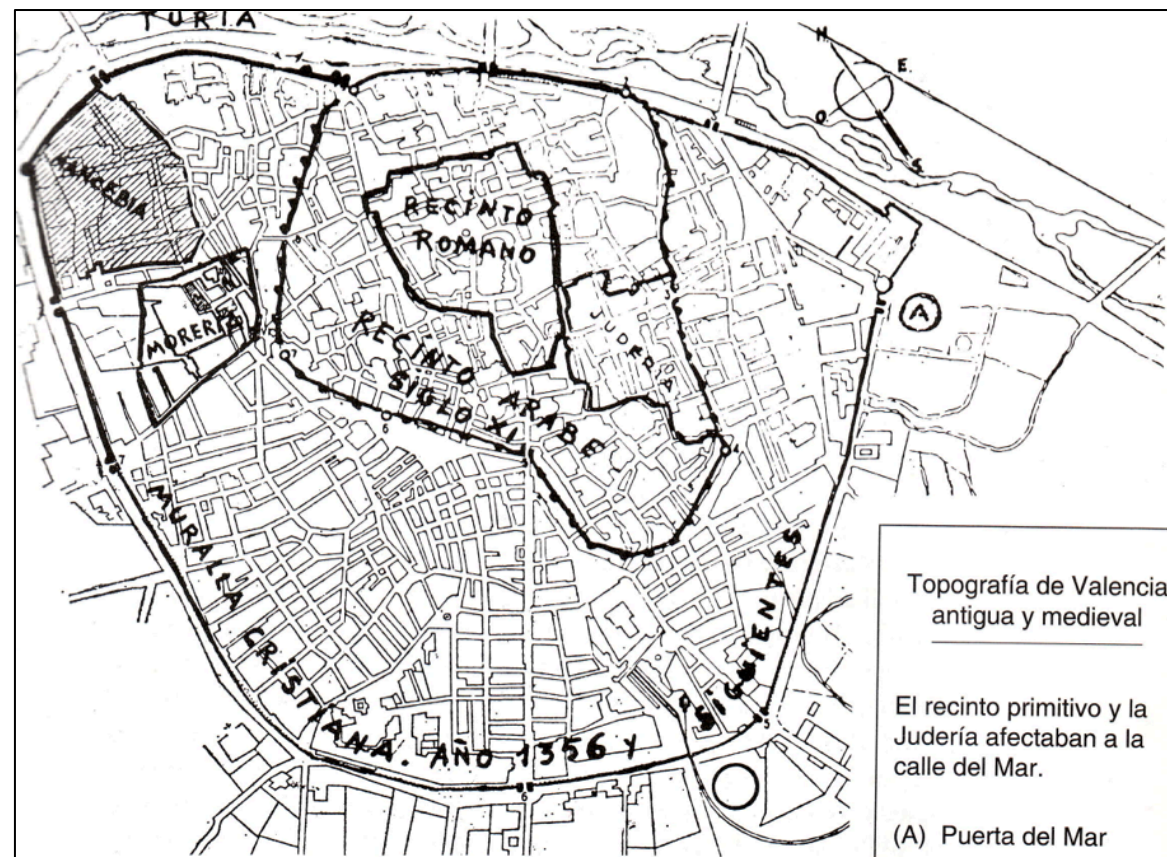 TURIA
N.
E.
O.
S.
MANCEBIA
RECINTO
ROMANO
MORERIA
JUDERIA
A
RECINTO ARABE
SIGLO XI
MURALLA CRISTIANA. AÑO 1356 Y SIGUIENTES
Topografía de Valencia
antigua y medieval
El recinto primitivo y la
Judería afectaban a la
calle del Mar.
(A) Puerta del Mar